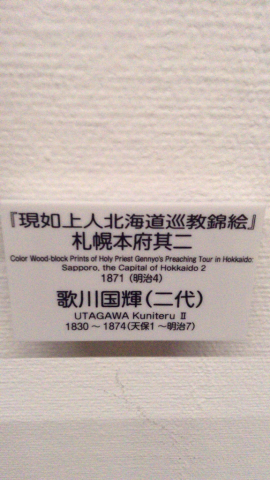 『現如上人北海道巡教錦絵』
札幌本府其二
Color Wood-block Prints of Holy Priest Gennyo's Preaching Tour in Hokkaido:
Sapporo, the Capital of Hokkaido 2
1871 (明治4)
歌川国輝(二代)
UTAGAWA Kuniteru Ⅱ
1830～1874(天保1～明治7)